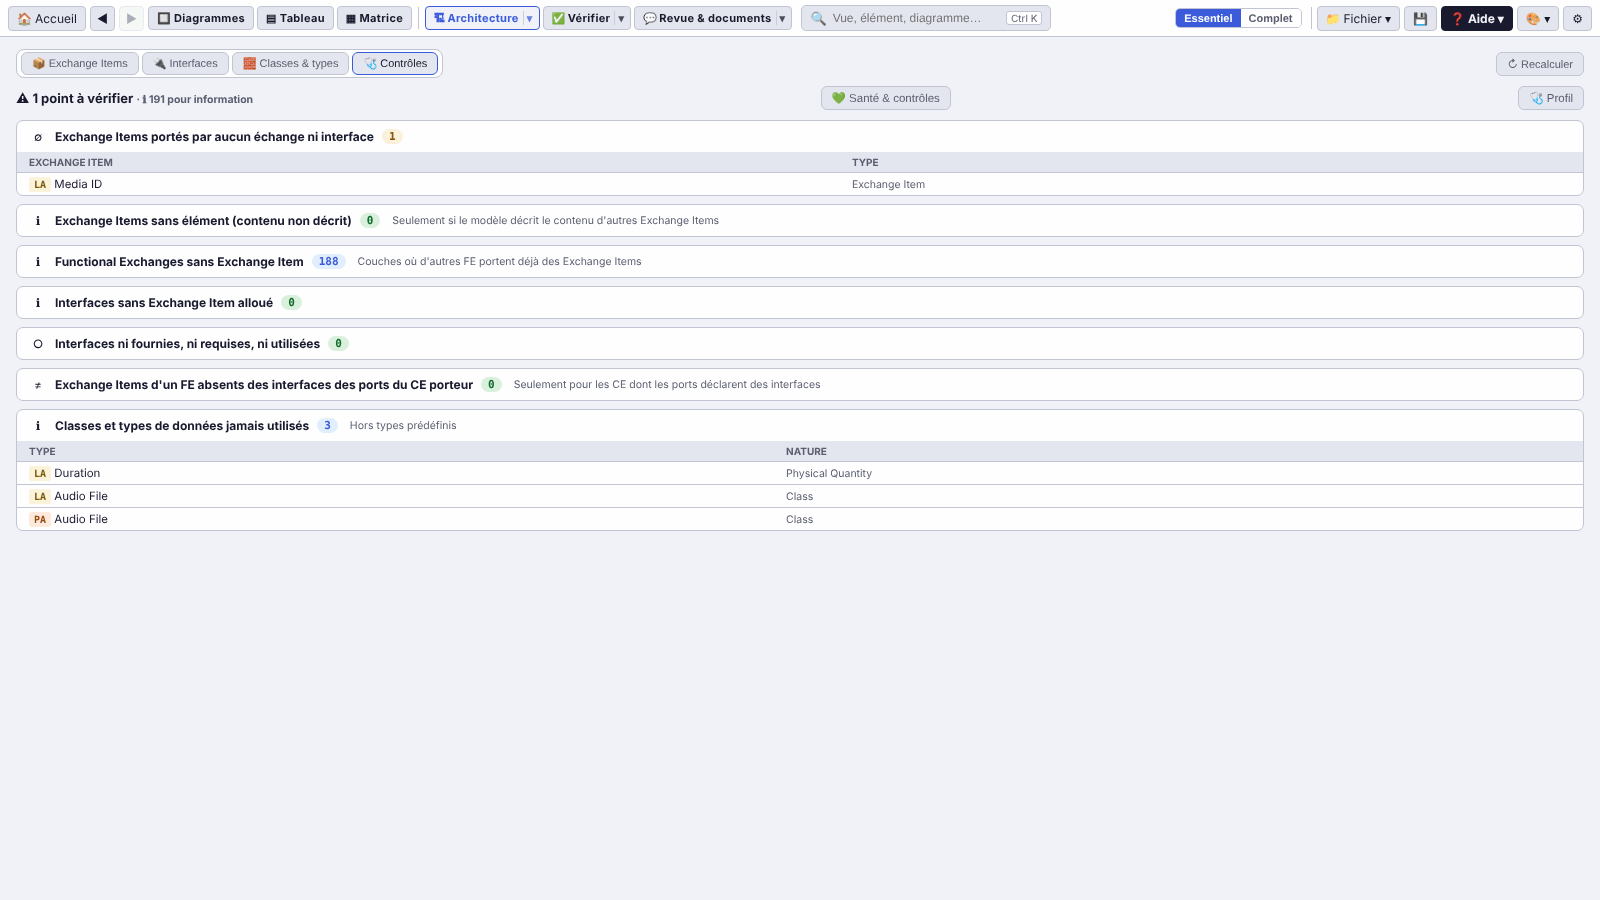 🏠 Accueil ◀ ▶ 🔲 Diagrammes ▤ Tableau ▦ Matrice 🏗 Architecture ▾ ✅ Vérifier ▾ 💬 Revue & documents ▾ 🔍 Vue, élément, diagramme… Ctrl K Essentiel Complet 📁 Fichier ▾ 💾 ❓ Aide ▾ 🎨 ▾ ⚙
📦 Exchange Items 🔌 Interfaces 🧱 Classes & types 🩺 Contrôles ↻ Recalculer
⚠ 1 point à vérifier · ℹ 191 pour information 💚 Santé & contrôles 🩺 Profil
∅ Exchange Items portés par aucun échange ni interface 1
EXCHANGE ITEM TYPE
LA Media ID Exchange Item
ℹ Exchange Items sans élément (contenu non décrit) 0 Seulement si le modèle décrit le contenu d'autres Exchange Items
ℹ Functional Exchanges sans Exchange Item 188 Couches où d'autres FE portent déjà des Exchange Items
ℹ Interfaces sans Exchange Item alloué 0
○ Interfaces ni fournies, ni requises, ni utilisées 0
≠ Exchange Items d'un FE absents des interfaces des ports du CE porteur 0 Seulement pour les CE dont les ports déclarent des interfaces
ℹ Classes et types de données jamais utilisés 3 Hors types prédéfinis
TYPE NATURE
LA Duration Physical Quantity
LA Audio File Class
PA Audio File Class